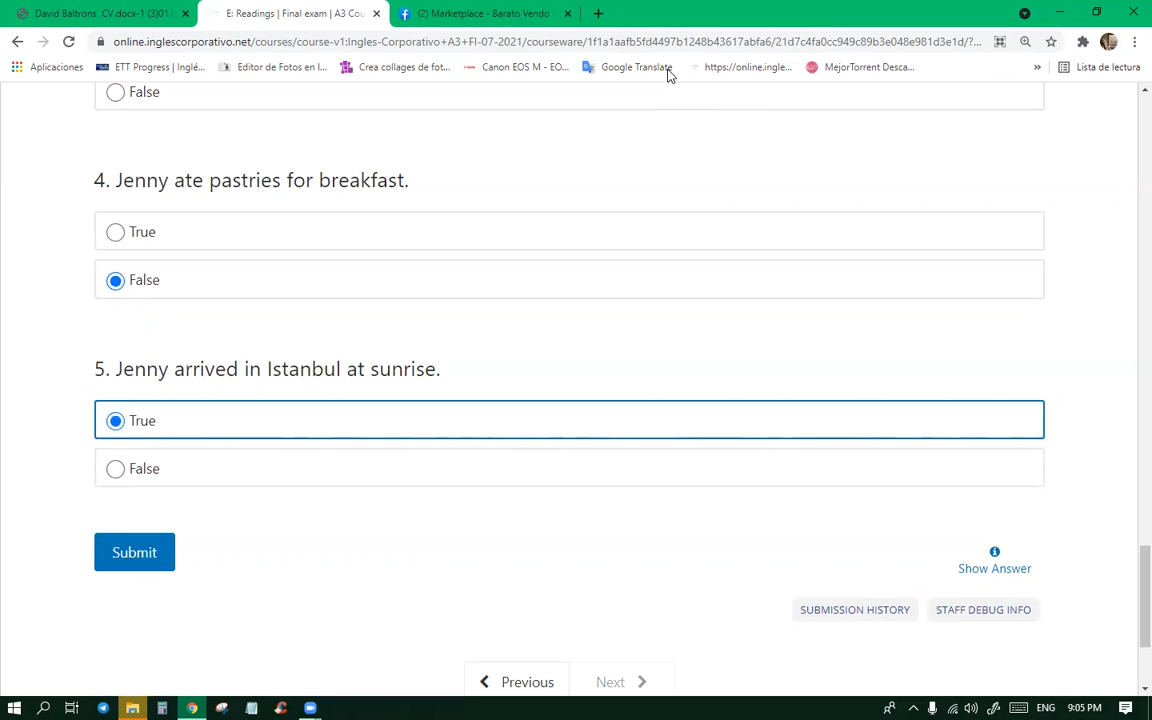 David Baltrons CV.docx-1 (3)01.
E: Readings | Final exam | A3 Cou
(2) Marketplace - Barato Vendo
online.inglescorporativo.net/courses/course-v1:Ingles-Corporativo+A3+FI-07-2021/courseware/1f1a1aafb5fd4497b1248b43617abfa6/21d7c4fa0cc949c89b3e048e981d3e1d/?...
Aplicaciones
ETT Progress | Inglé...
Editor de Fotos en l...
Crea collages de fot...
Canon EOS M - EO...
Google Translate
https://online.ingle...
MejorTorrent Desca...
»
Lista de lectura
False
4. Jenny ate pastries for breakfast.
True
False
5. Jenny arrived in Istanbul at sunrise.
True
False
Submit
Show Answer
SUBMISSION HISTORY
STAFF DEBUG INFO
Previous
Next
ENG
9:05 PM